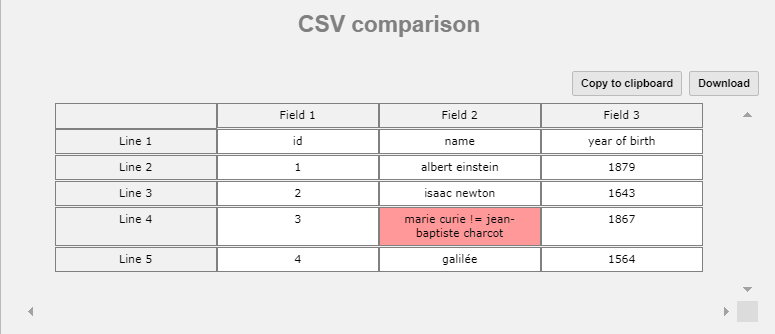 CSV comparison
Copy to clipboard Download
Field 1 Field 2 Field 3
Line 1 id name year of birth
Line 2 1 albert einstein 1879
Line 3 2 isaac newton 1643
Line 4 3 marie curie != jean- 1867
baptiste charcot
Line 5 4 galilée 1564